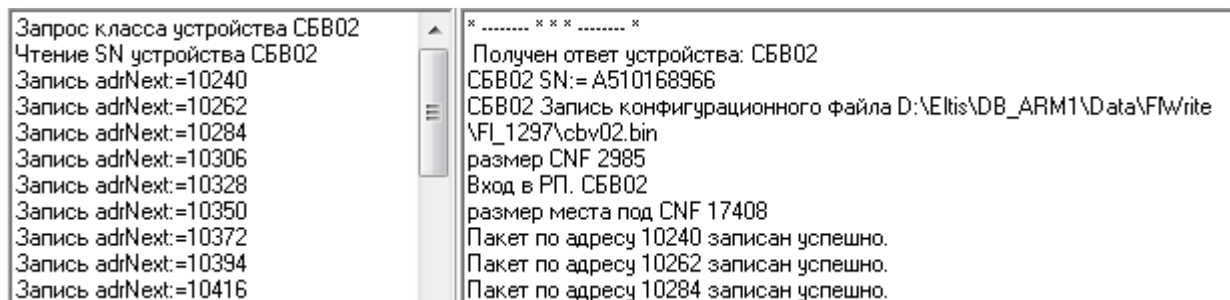 Запрос класса устройства СБВ02
Чтение SN устройства СБВ02
Запись adrNext:=10240
Запись adrNext:=10262
Запись adrNext:=10284
Запись adrNext:=10306
Запись adrNext:=10328
Запись adrNext:=10350
Запись adrNext:=10372
Запись adrNext:=10394
Запись adrNext:=10416
* -------- * * * -------- *
Получен ответ устройства: СБВ02
СБВ02 SN:= A510168966
СБВ02 Запись конфигурационного файла D:\Eltis\DB_ARM1\Data\FlWrite
\Fl_1297\cbv02.bin
размер CNF 2985
Вход в РП. СБВ02
размер места под CNF 17408
Пакет по адресу 10240 записан успешно.
Пакет по адресу 10262 записан успешно.
Пакет по адресу 10284 записан успешно.